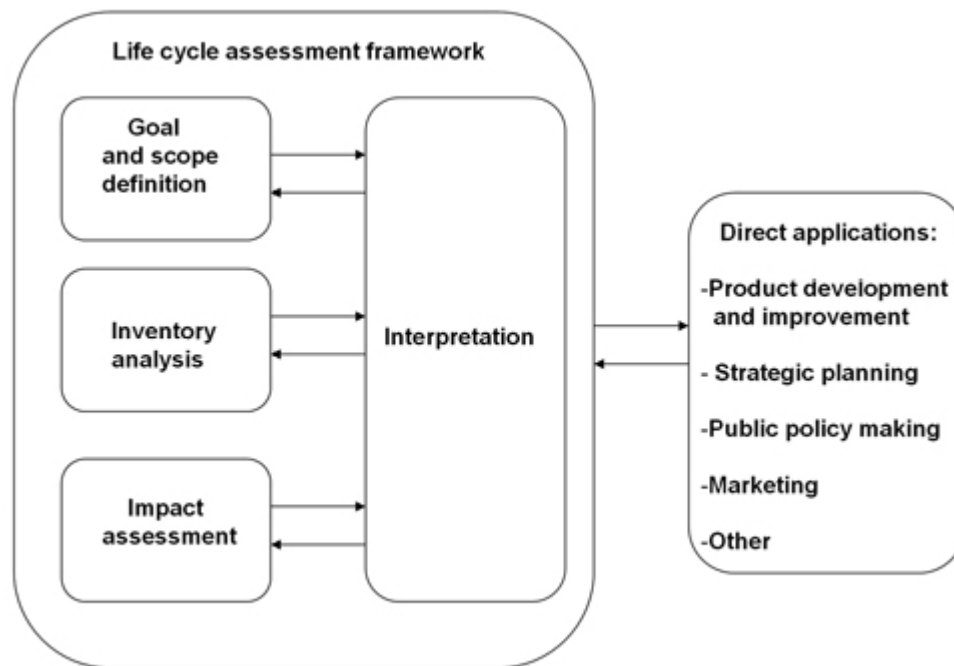 Life cycle assessment framework
Goal
and scope
definition
Inventory
analysis
Impact
assessment
Interpretation
Direct applications:
-Product development
and improvement
- Strategic planning
-Public policy making
-Marketing
-Other